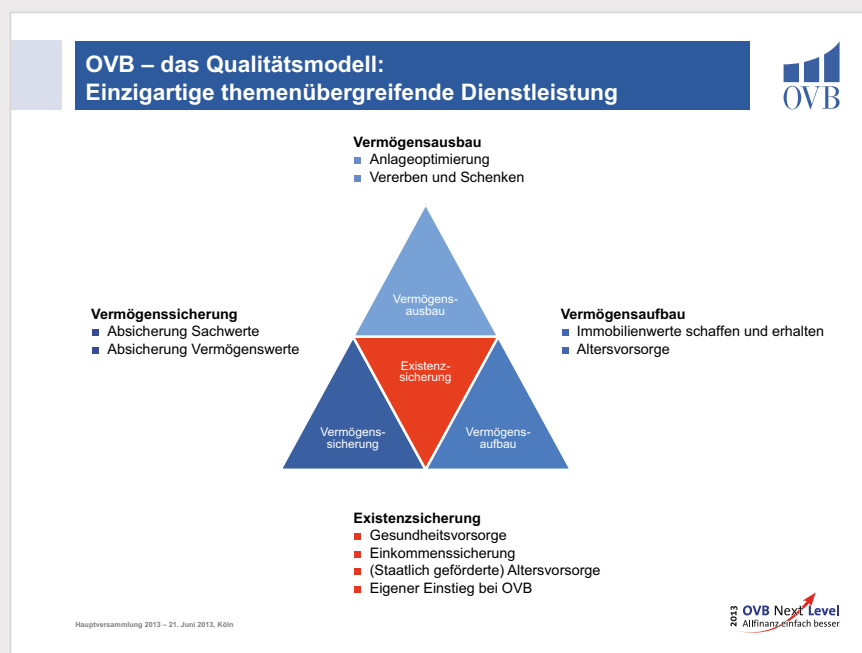 OVB – das Qualitätsmodell:
Einzigartige themenübergreifende Dienstleistung
OVB
Vermögensausbau
Anlageoptimierung
Vererben und Schenken
Vermögens-
ausbau
Vermögenssicherung
Absicherung Sachwerte
Absicherung Vermögenswerte
Vermögensaufbau
Immobilienwerte schaffen und erhalten
Altersvorsorge
Existenz-
sicherung
Vermögens-
sicherung
Vermögens-
aufbau
Existenzsicherung
Gesundheitsvorsorge
Einkommenssicherung
(Staatlich geförderte) Altersvorsorge
Eigener Einstieg bei OVB
Hauptversammlung 2013 – 21. Juni 2013, Köln
2013
OVB Next Level
Allfinanz einfach besser